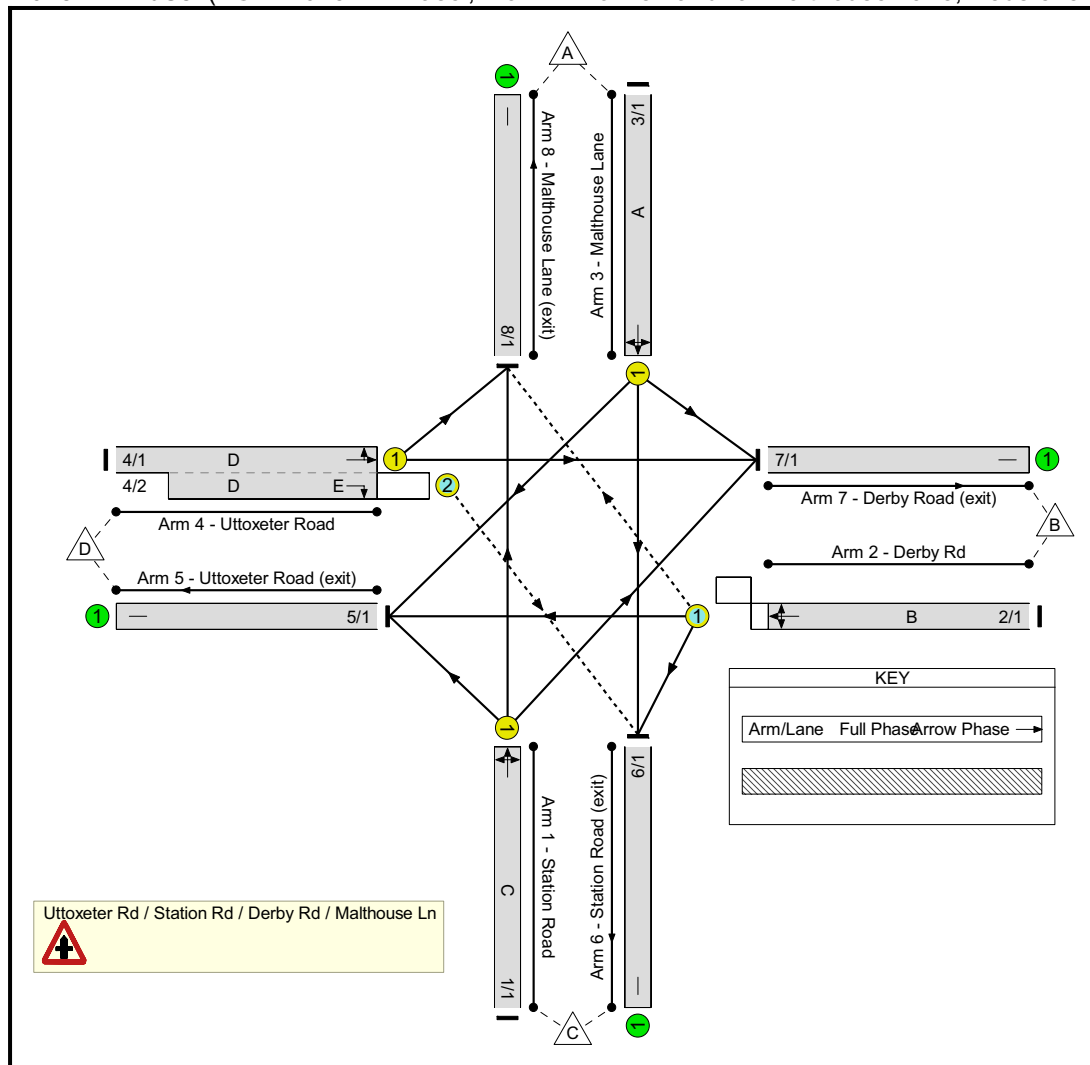 A
1
1
3/1
Arm 8 - Malthouse Lane (exit)
Arm 3 - Malthouse Lane
A
8/1
1
4/1 D
1
7/1
1
4/2 D E
2
Arm 4 - Uttoxeter Road
Arm 7 - Derby Road (exit)
D
B
Arm 5 - Uttoxeter Road (exit)
Arm 2 - Derby Rd
1
5/1
1
B 2/1
KEY
Arm/Lane Full Phase Arrow Phase
1
6/1
Arm 1 - Station Road
Arm 6 - Station Road (exit)
C
Uttoxeter Rd / Station Rd / Derby Rd / Malthouse Ln
1/1
C
1